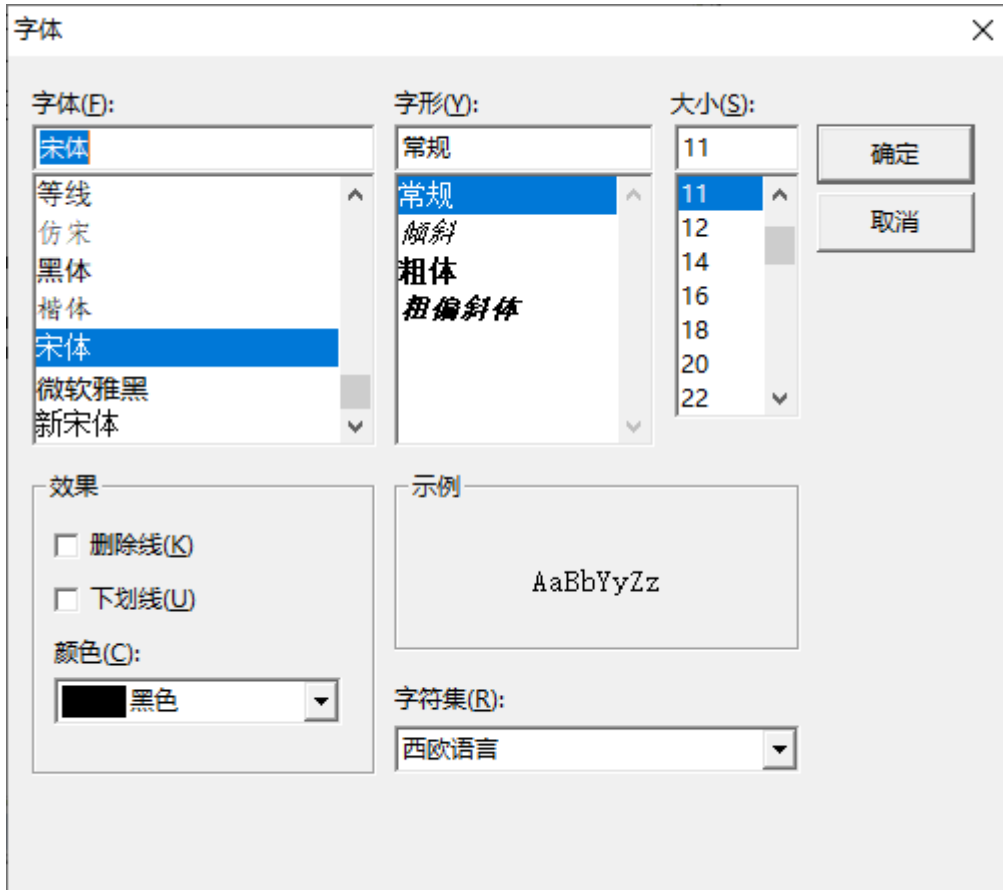 字体
字体(F):
宋体
等线
仿宋
黑体
楷体
宋体
微软雅黑
新宋体
字形(Y):
常规
常规
倾斜
粗体
粗偏斜体
大小(S):
11
11
12
14
16
18
20
22
确定
取消
效果
删除线(K)
下划线(U)
颜色(C):
黑色
示例
AaBbYyZz
字符集(R):
西欧语言